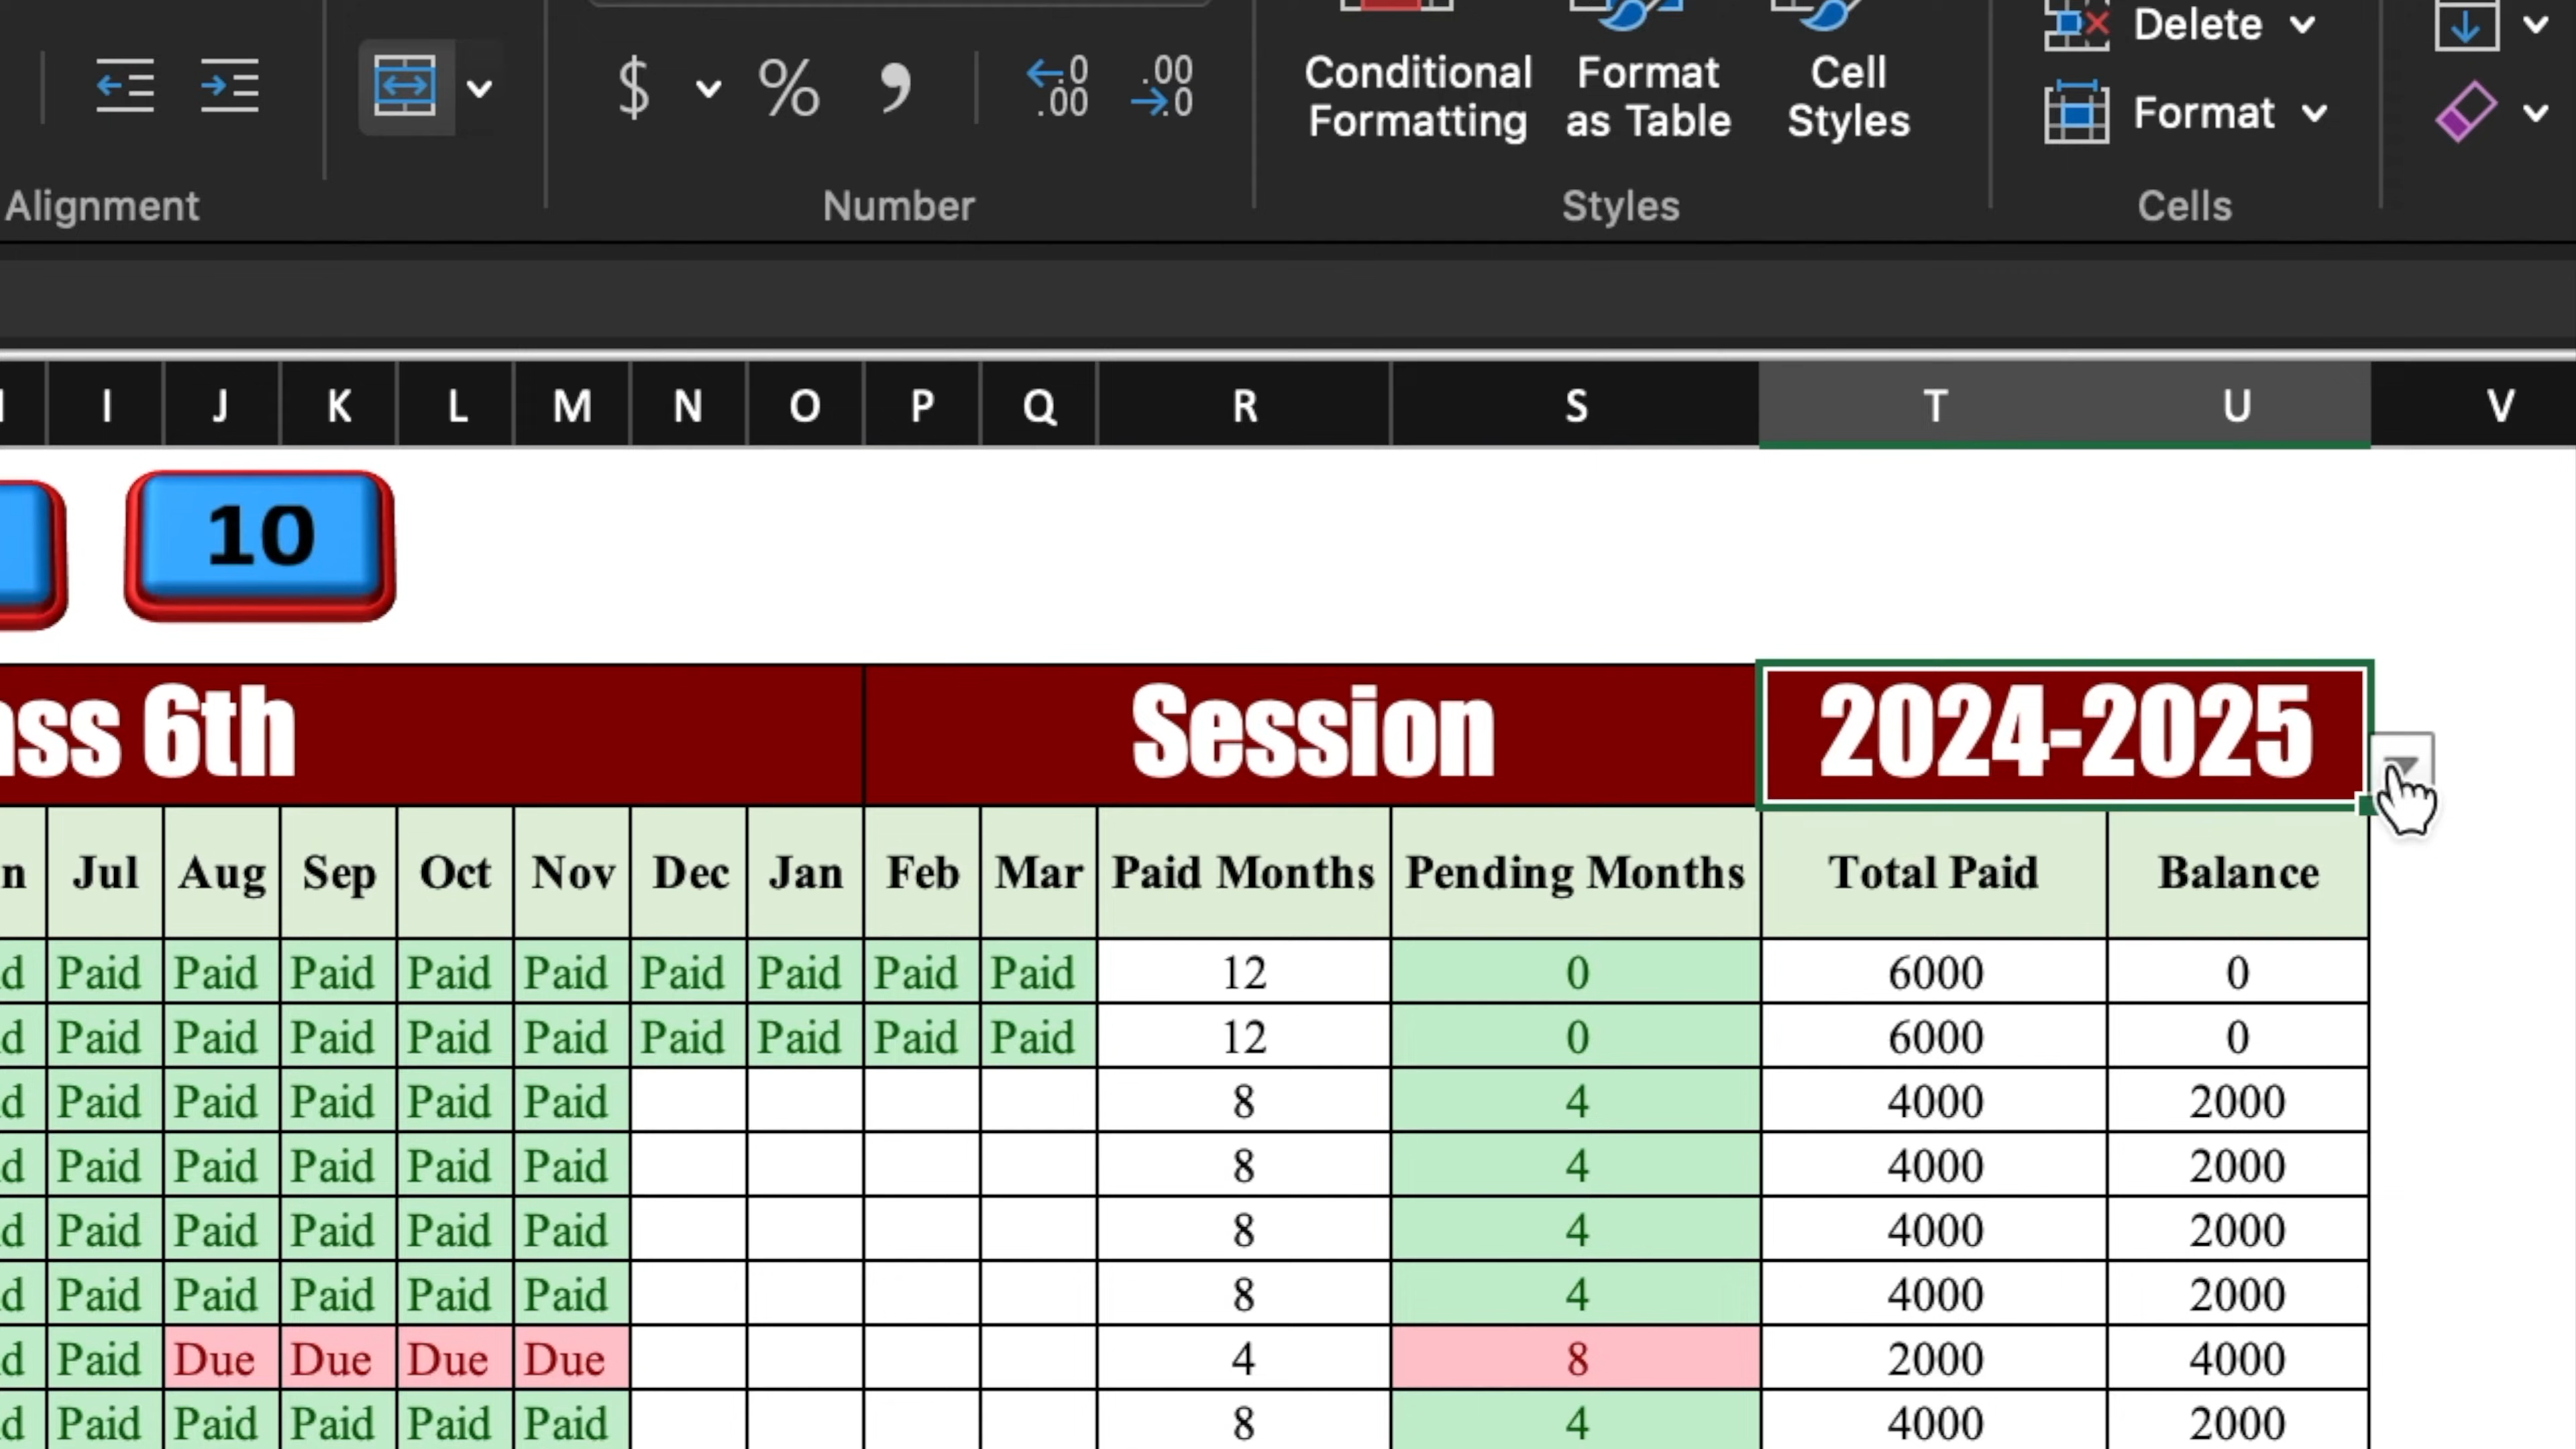 Delete
$ % , .0 .00 .00 .0
Conditional Formatting Format as Table Cell Styles
Format
Alignment Number Styles Cells
I J K L M N O P Q R S T U V
10
6th Session 2024-2025
Jul Aug Sep Oct Nov Dec Jan Feb Mar Paid Months Pending Months Total Paid Balance
Paid Paid Paid Paid Paid Paid Paid Paid Paid 12 0 6000 0
Paid Paid Paid Paid Paid Paid Paid Paid Paid 12 0 6000 0
Paid Paid Paid Paid Paid 8 4 4000 2000
Paid Paid Paid Paid Paid 8 4 4000 2000
Paid Paid Paid Paid Paid 8 4 4000 2000
Paid Paid Paid Paid Paid 8 4 4000 2000
Paid Due Due Due Due 4 8 2000 4000
Paid Paid Paid Paid Paid 8 4 4000 2000